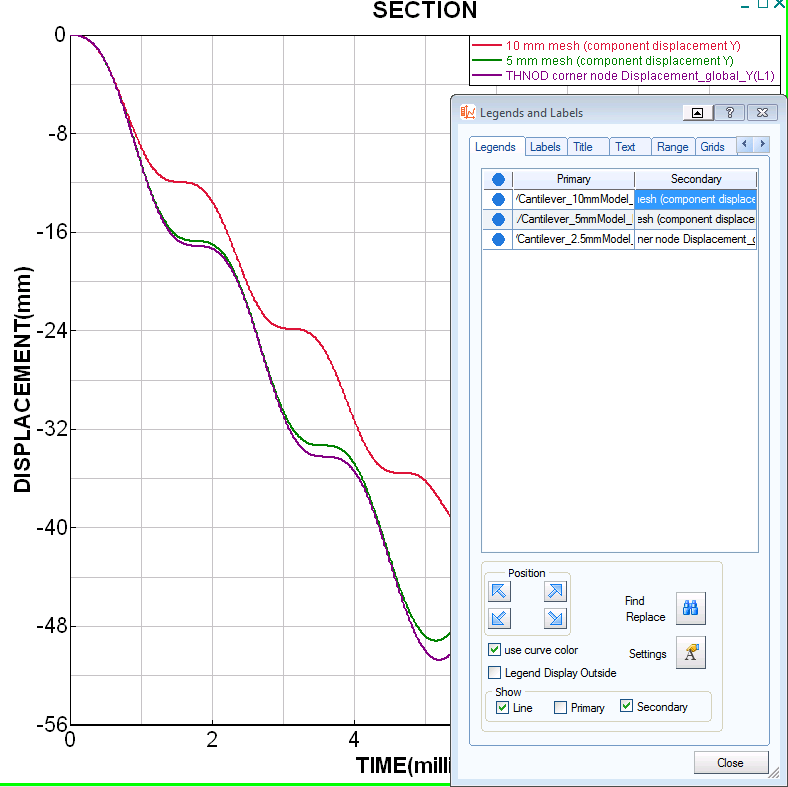 SECTION
10 mm mesh (component displacement Y)
5 mm mesh (component displacement Y)
THNOD corner node Displacement_global_Y(L1)
0
-8
-16
-24
-32
-40
-48
-56
DISPLACEMENT(mm)
0 2 4
TIME(milli
Legends and Labels
?
Legends Labels Title Text Range Grids
Primary Secondary
/Cantilever_10mmModel_ mesh (component displace
/Cantilever_5mmModel_ esh (component displace
/Cantilever_2.5mmModel_ rner node Displacement_
Position
Find
Replace
use curve color
Settings
A
Legend Display Outside
Show
Line Primary Secondary
Close